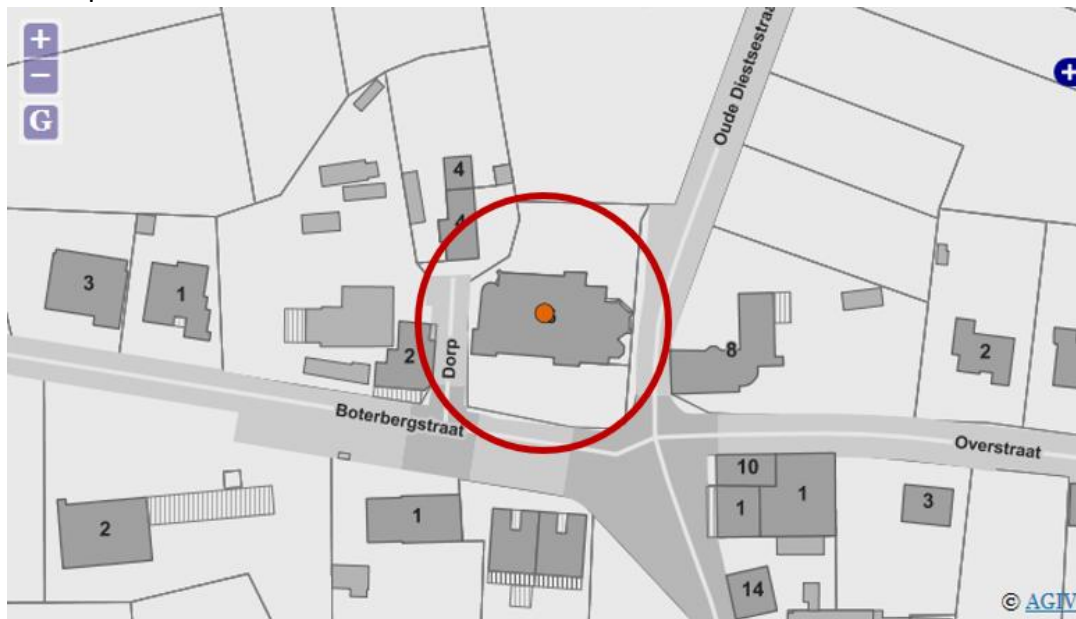 +
−
G
+
Oude Diestsestraa
4
4
3
1
2
Dorp
8
2
Boterbergstraat
Overstraat
10
1
1
3
2
1
14
© AGIV